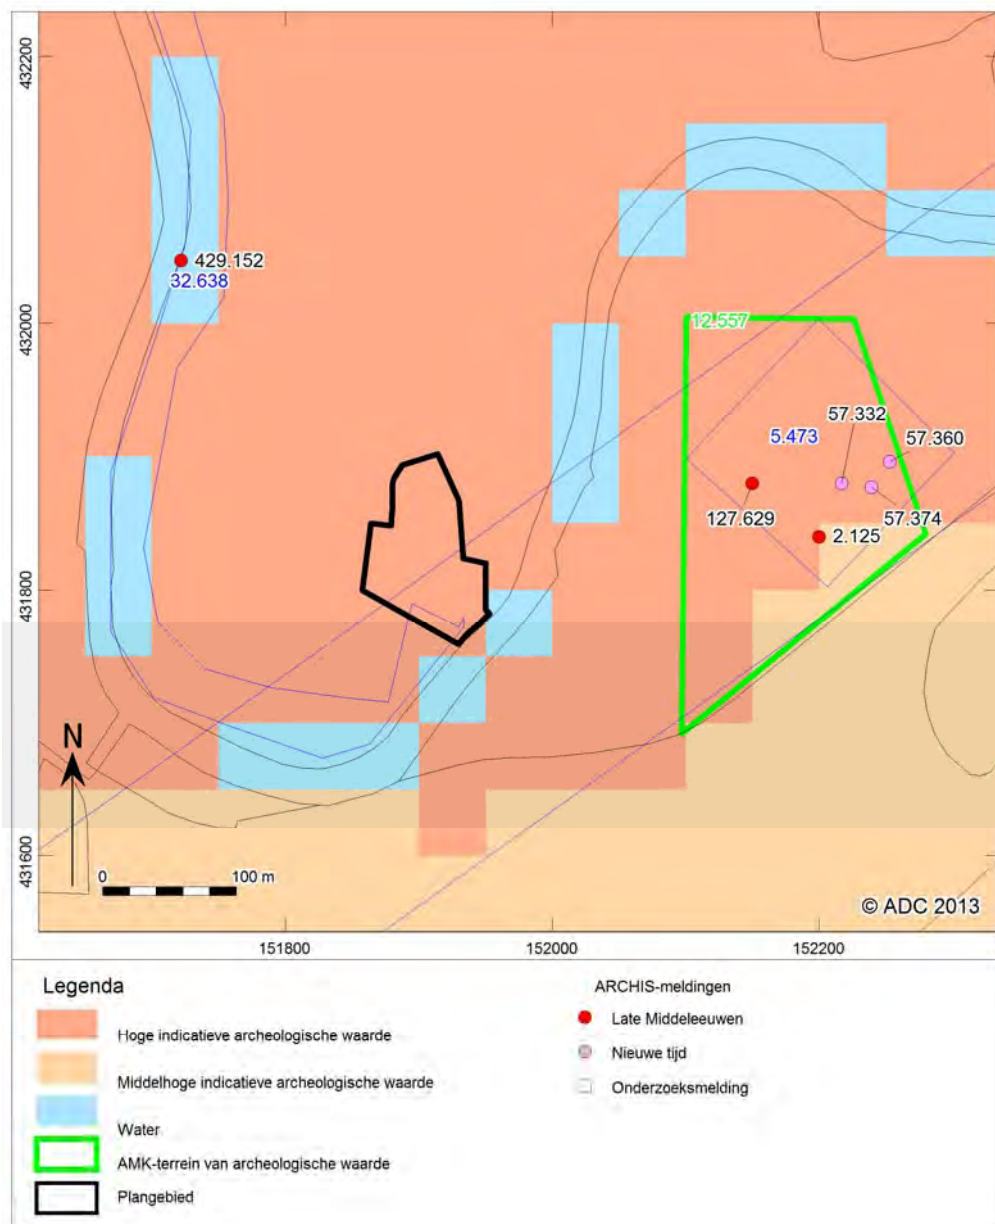 432200
429.152
32.638
432000
12.557
57.332
5.473
57.360
127.629
57.374
2.125
431800
N
431600
0 100 m
© ADC 2013
151800 152000 152200
Legenda
Hoge indicatieve archeologische waarde
Middelhoge indicatieve archeologische waarde
Water
AMK-terrein van archeologische waarde
Plangebied
ARCHIS-meldingen
Late Middeleeuwen
Nieuwe tijd
Onderzoeksmelding